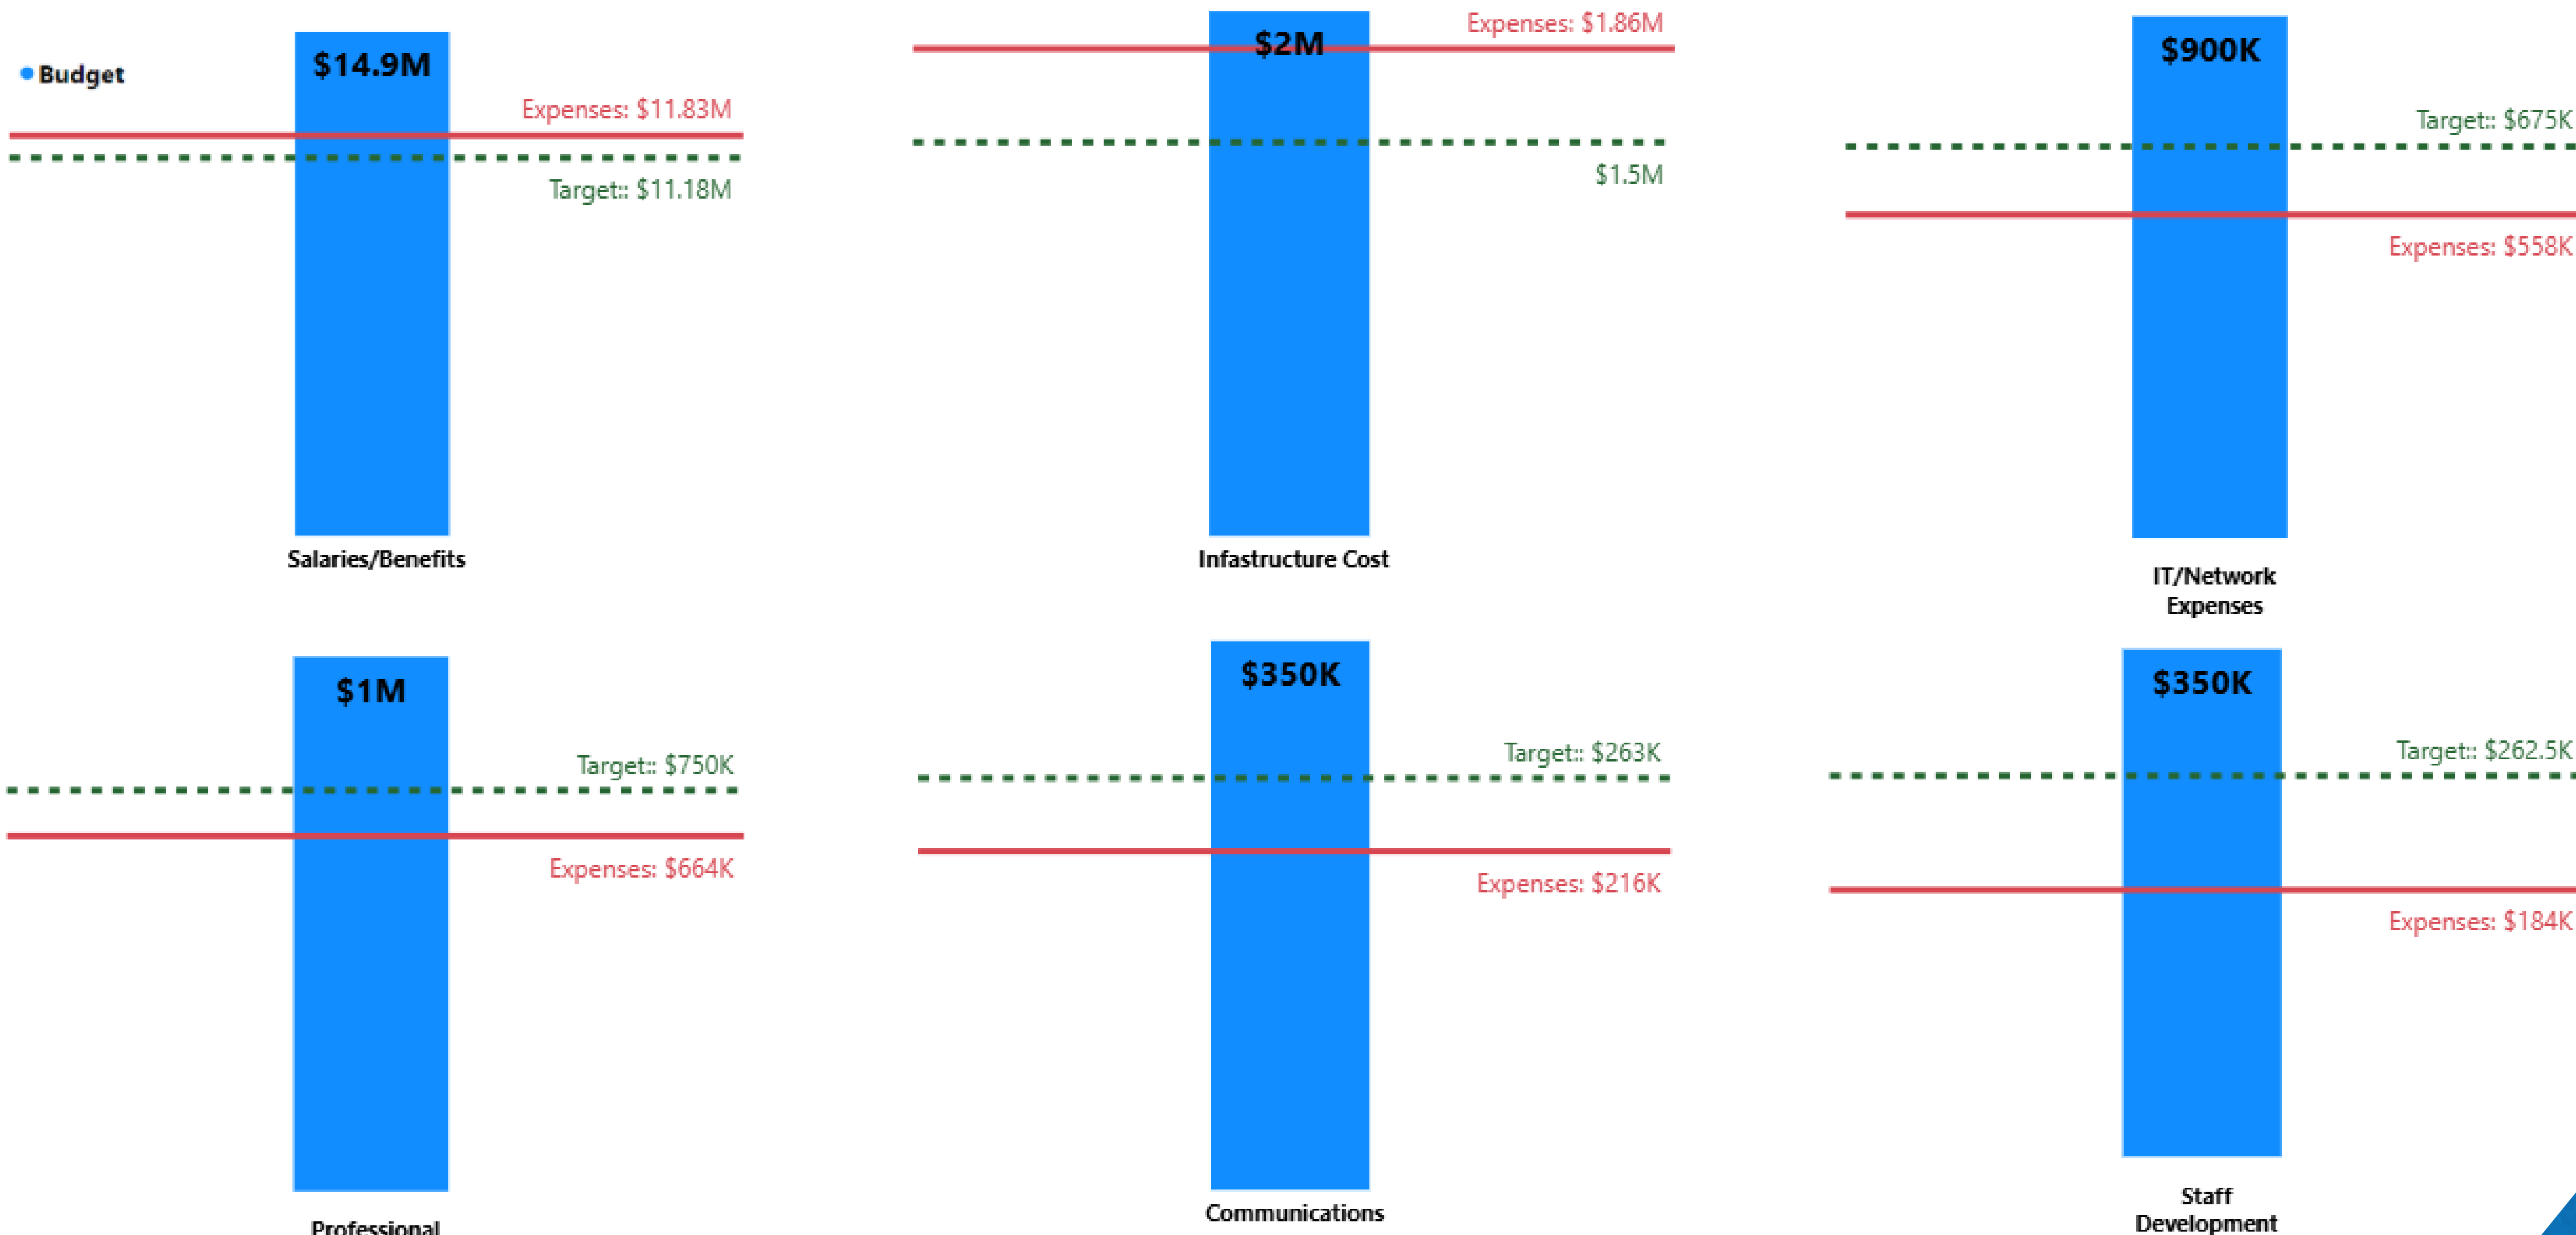 Budget
$14.9M
Expenses: $11.83M
Target:: $11.18M
Salaries/Benefits
Expenses: $1.86M
$2M
$1.5M
Infastructure Cost
$900K
Target:: $675K
Expenses: $558K
IT/Network
Expenses
$1M
Target:: $750K
Expenses: $664K
Professional
$350K
Target:: $263K
Expenses: $216K
Communications
$350K
Target:: $262.5K
Expenses: $184K
Staff
Development